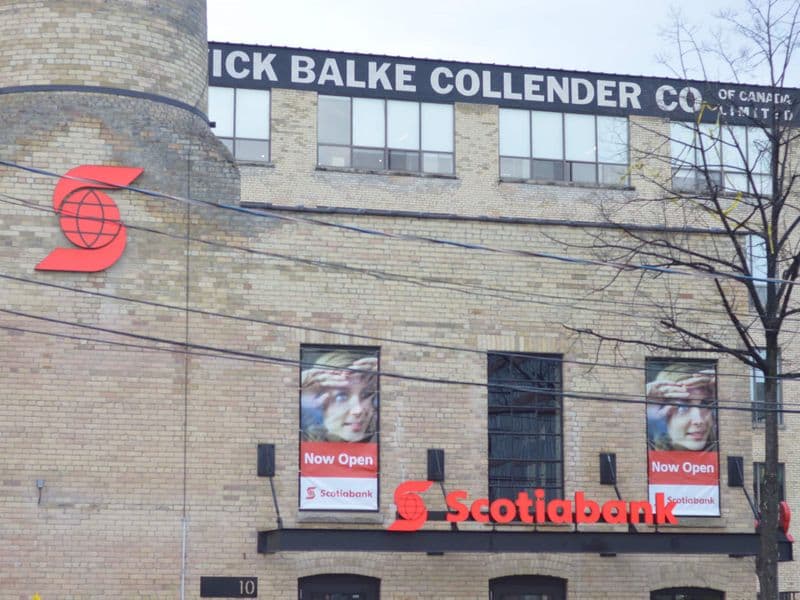 ICK BALKE COLLENDER CO OF CANADA
LIMITED
Now Open
Scotiabank
Now Open
Scotiabank
Scotiabank
10